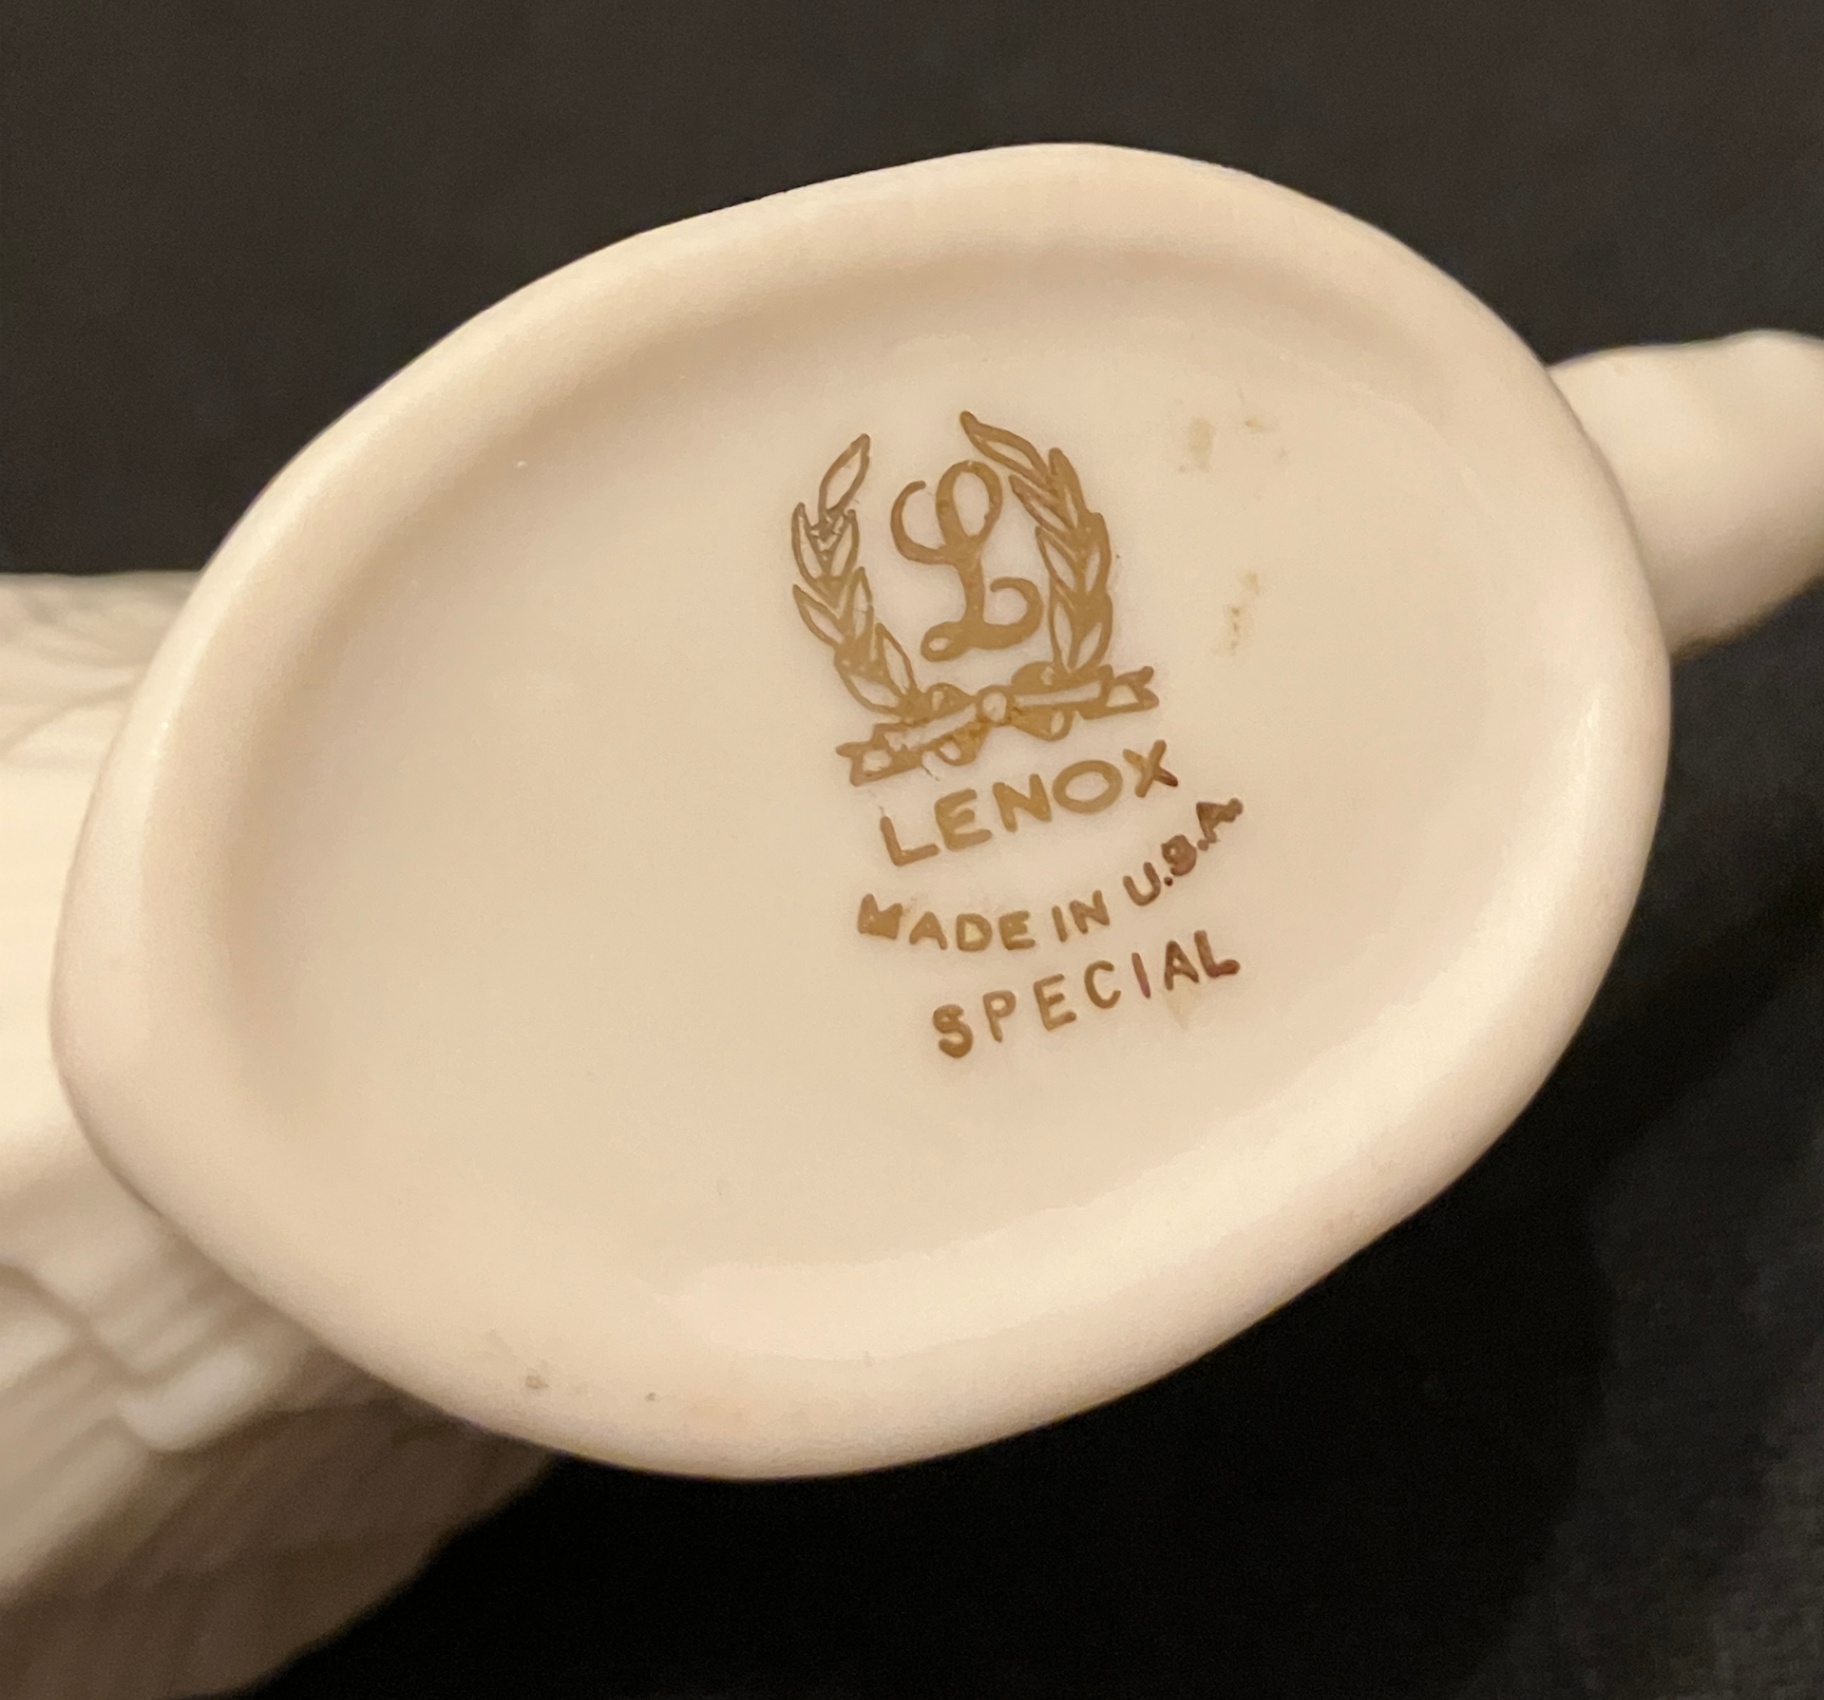 L
LENOX
MADE IN U.S.A.
SPECIAL